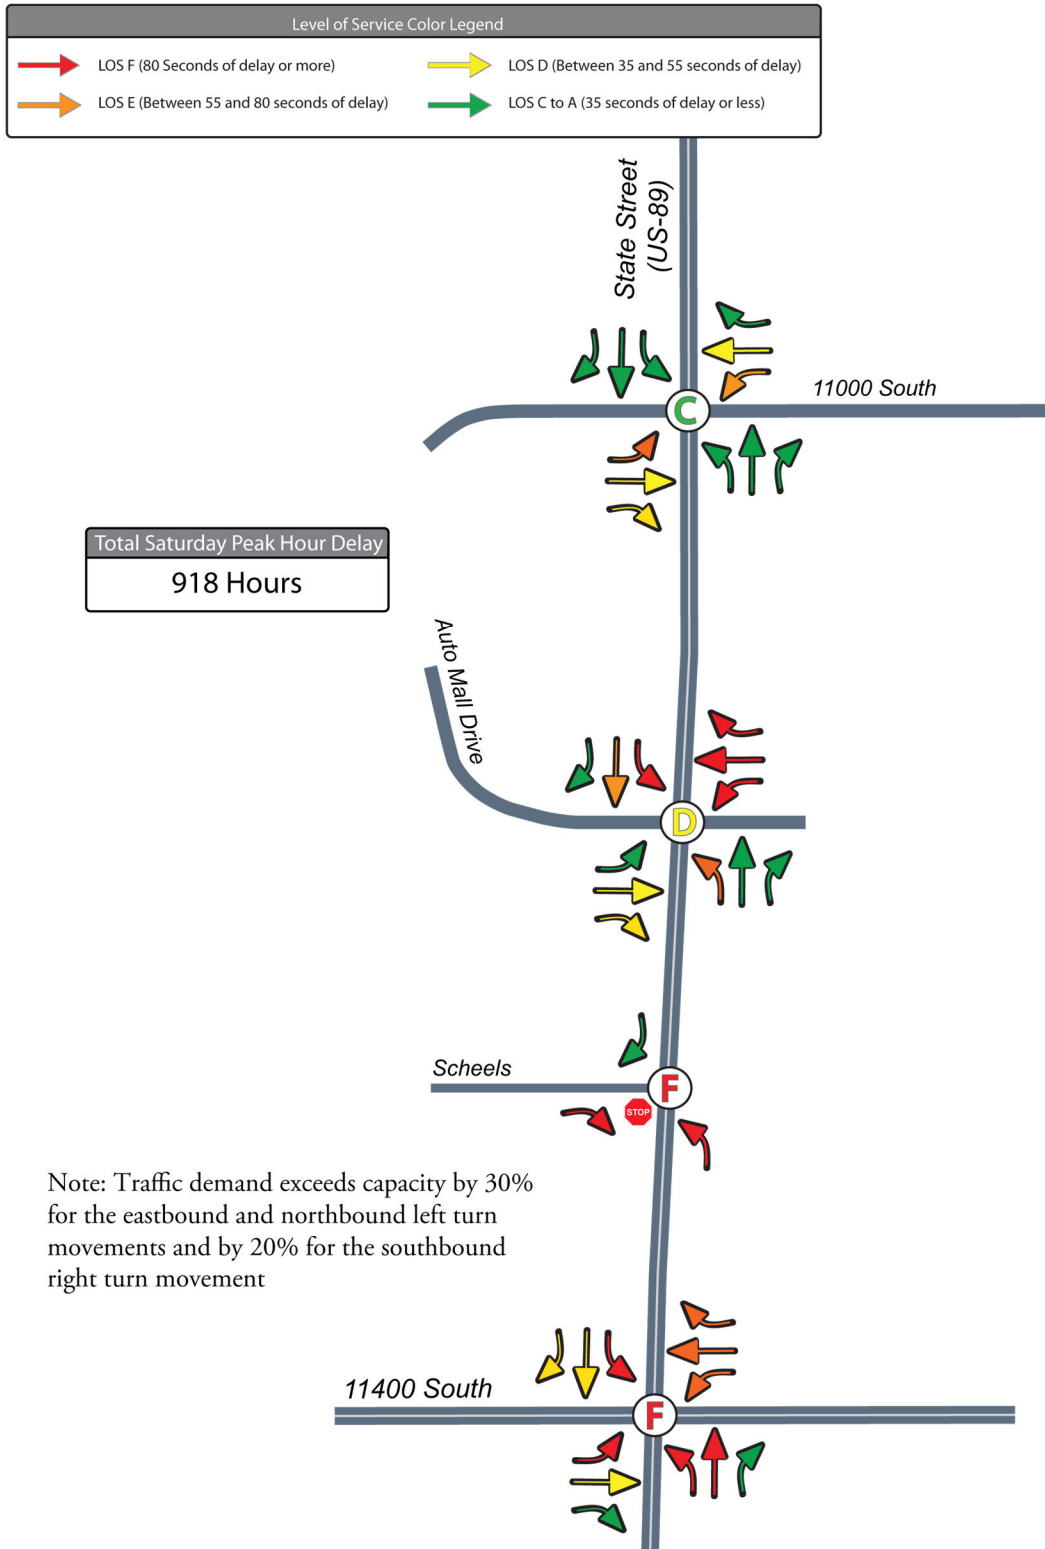 Level of Service Color Legend
LOS F (80 Seconds of delay or more)
LOS D (Between 35 and 55 seconds of delay)
LOS E (Between 55 and 80 seconds of delay)
LOS C to A (35 seconds of delay or less)
State Street
(US-89)
11000 South
C
Total Saturday Peak Hour Delay
918 Hours
Auto Mall Drive
D
Scheels
F
STOP
Note: Traffic demand exceeds capacity by 30%
for the eastbound and northbound left turn
movements and by 20% for the southbound
right turn movement
11400 South
F